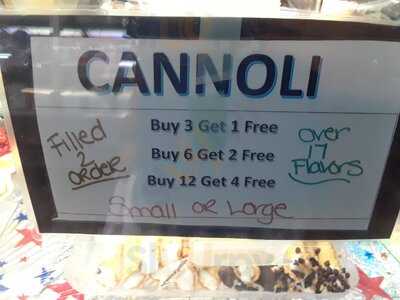 CANNOLI
Buy 3 Get 1 Free
Buy 6 Get 2 Free
Buy 12 Get 4 Free
Filled
2
ORDER
Over
17
Flavors
Small or Large